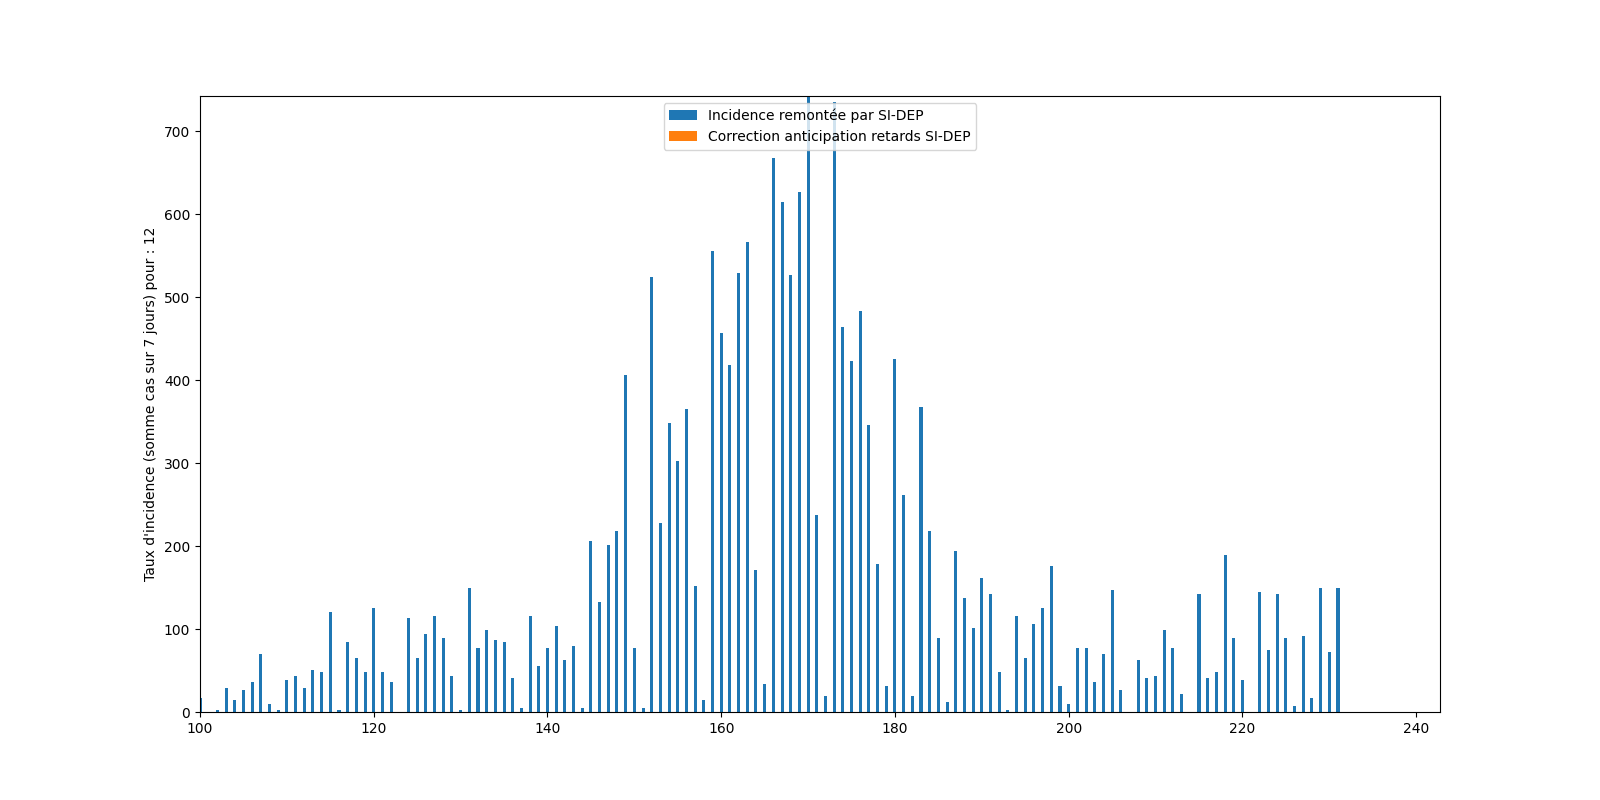 Incidence remontée par SI-DEP
Correction anticipation retards SI-DEP
Taux d'incidence (somme cas sur 7 jours) pour : 12
700
600
500
400
300
200
100
0
100 120 140 160 180 200 220 240